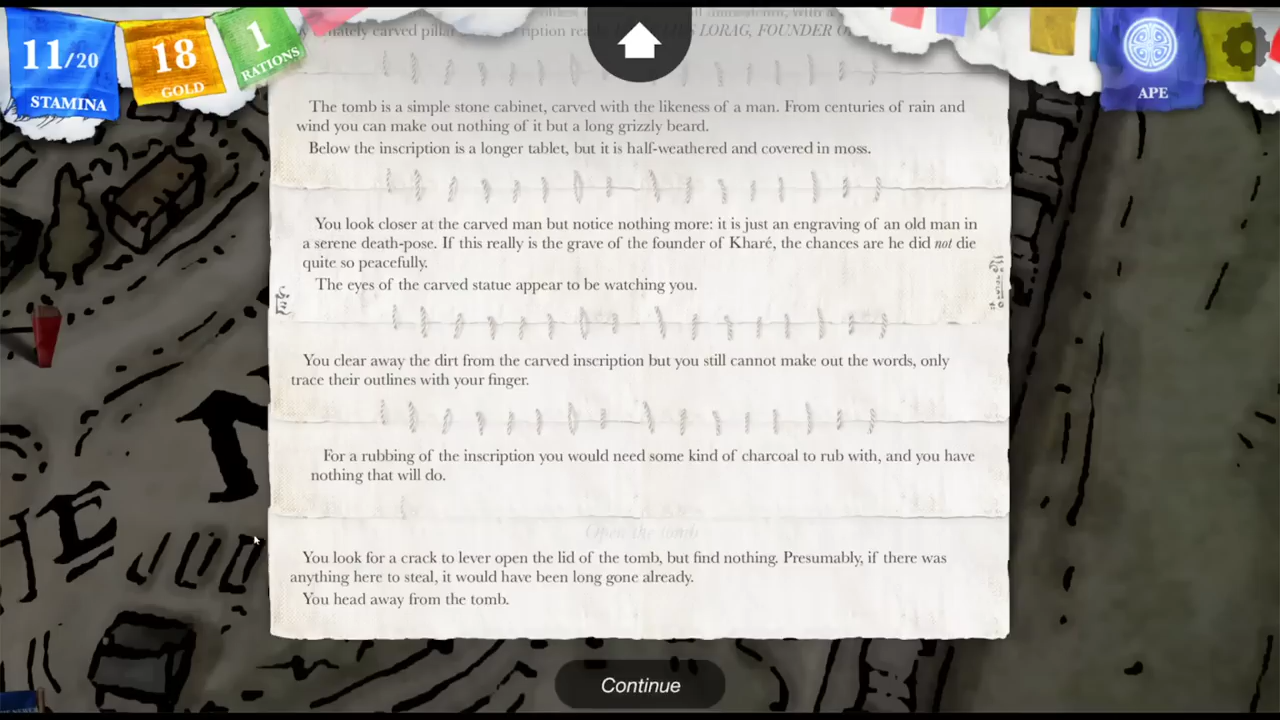 11/20
STAMINA
18
GOLD
1
RATIONS
APE
LORAG, FOUNDER
The tomb is a simple stone cabinet, carved with the likeness of a man. From centuries of rain and
wind you can make out nothing of it but a long grizzly beard.
Below the inscription is a longer tablet, but it is half-weathered and covered in moss.
You look closer at the carved man but notice nothing more: it is just an engraving of an old man in
a serene death-pose. If this really is the grave of the founder of Kharé, the chances are he did not die
quite so peacefully.
The eyes of the carved statue appear to be watching you.
You clear away the dirt from the carved inscription but you still cannot make out the words, only
trace their outlines with your finger.
For a rubbing of the inscription you would need some kind of charcoal to rub with, and you have
nothing that will do.
Open the tomb
You look for a crack to lever open the lid of the tomb, but find nothing. Presumably, if there was
anything here to steal, it would have been long gone already.
You head away from the tomb.
Continue